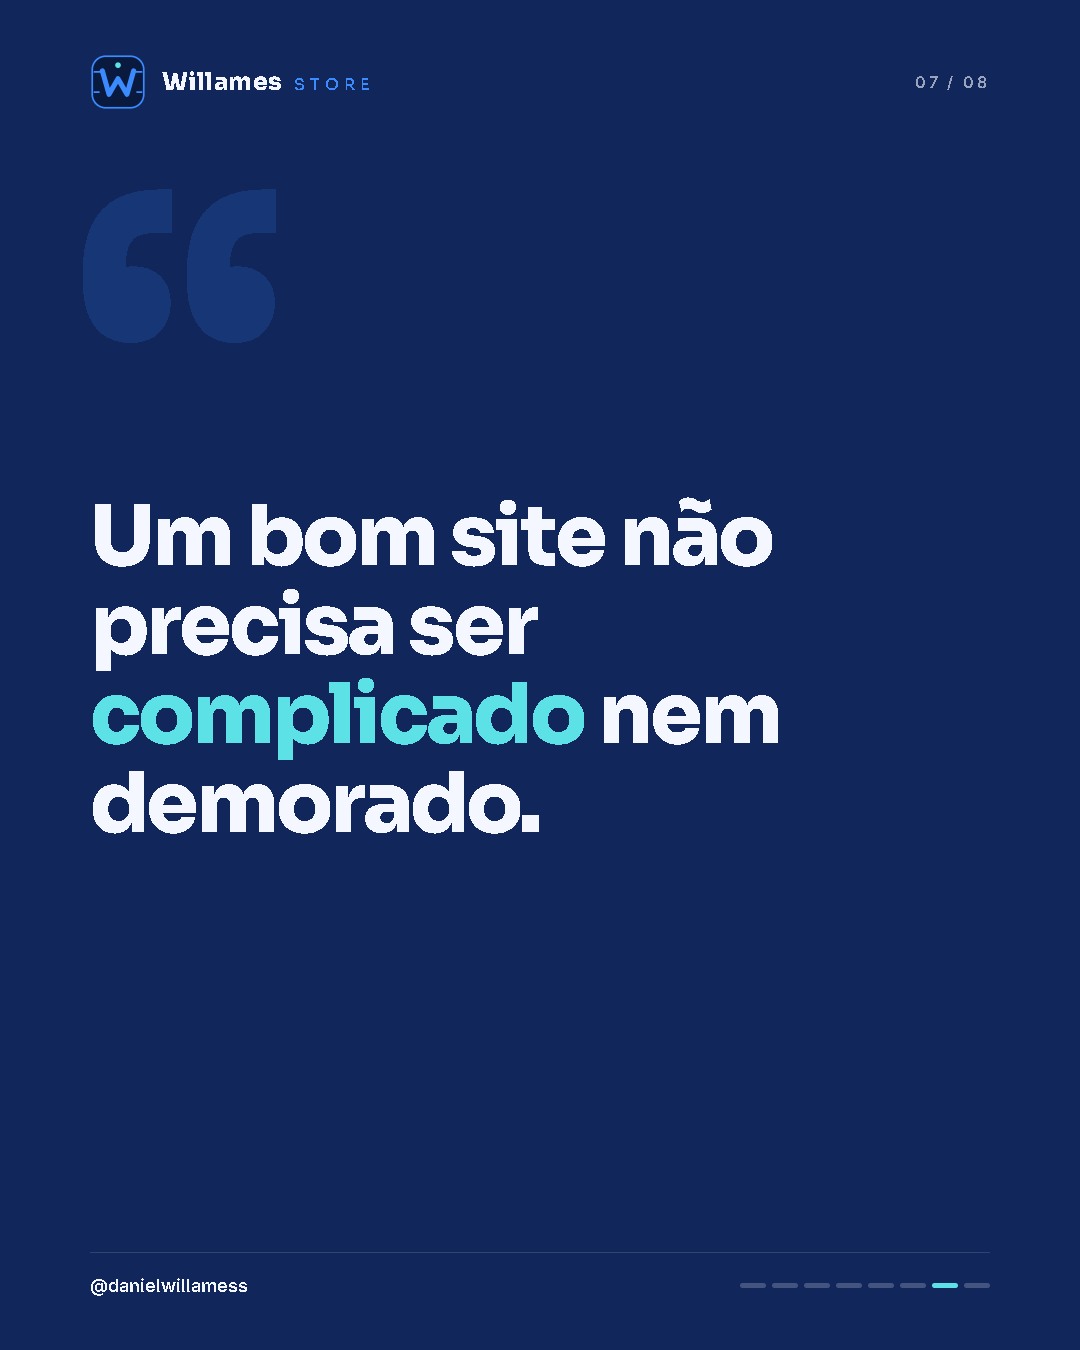 Willames STORE
07 / 08
“
Um bom site não
precisa ser
complicado nem
demorado.
@danielwillamess